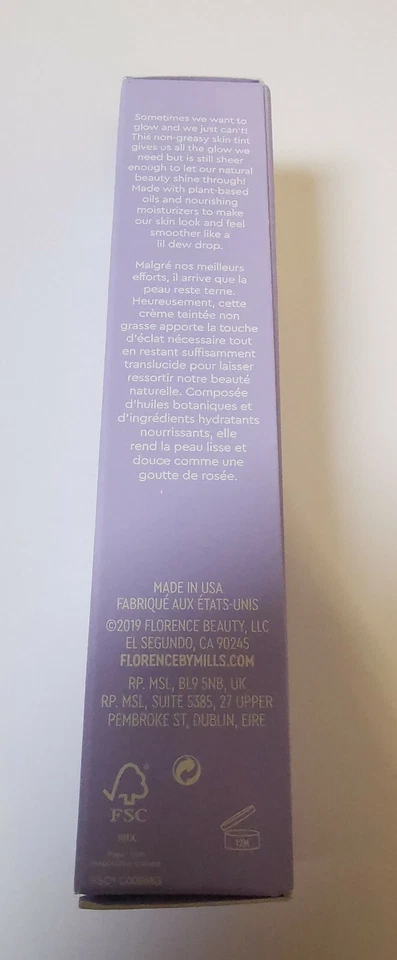 Sometimes we want to
glow and we just can't!
This non-greasy skin tint
gives us all the glow we
need but is still sheer
enough to let our natural
beauty shine through!
Made with plant-based
oils and nourishing
moisturizers to make
our skin look and feel
smoother like a
lil dew drop.
Malgré nos meilleurs
efforts, il arrive que la
peau reste terne.
Heureusement, cette
crème teintée non
grasse apporte la touche
d'éclat nécessaire tout
en restant suffisamment
translucide pour laisser
ressortir notre beauté
naturelle. Composée
d'huiles botaniques et
d'ingrédients hydratants
nourrissants, elle
rend la peau lisse et
douce comme une
goutte de rosée.
MADE IN USA
FABRIQUÉ AUX ÉTATS-UNIS
©2019 FLORENCE BEAUTY, LLC
EL SEGUNDO, CA 90245
FLORENCEBYMILLS.COM
RP. MSL, BL9 5NB, UK
RP. MSL, SUITE 5385, 27 UPPER
PEMBROKE ST, DUBLIN, EIRE
FSC
12M
MIX